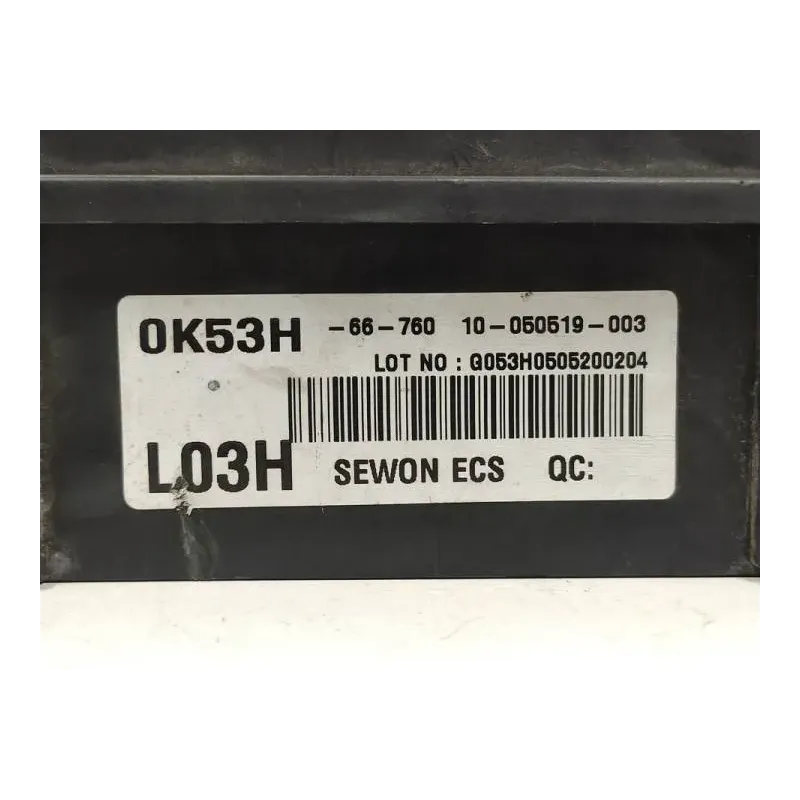 0K53H -66-760 10-050519-003
LOT NO : G053H0505200204
L03H SEWON ECS QC: